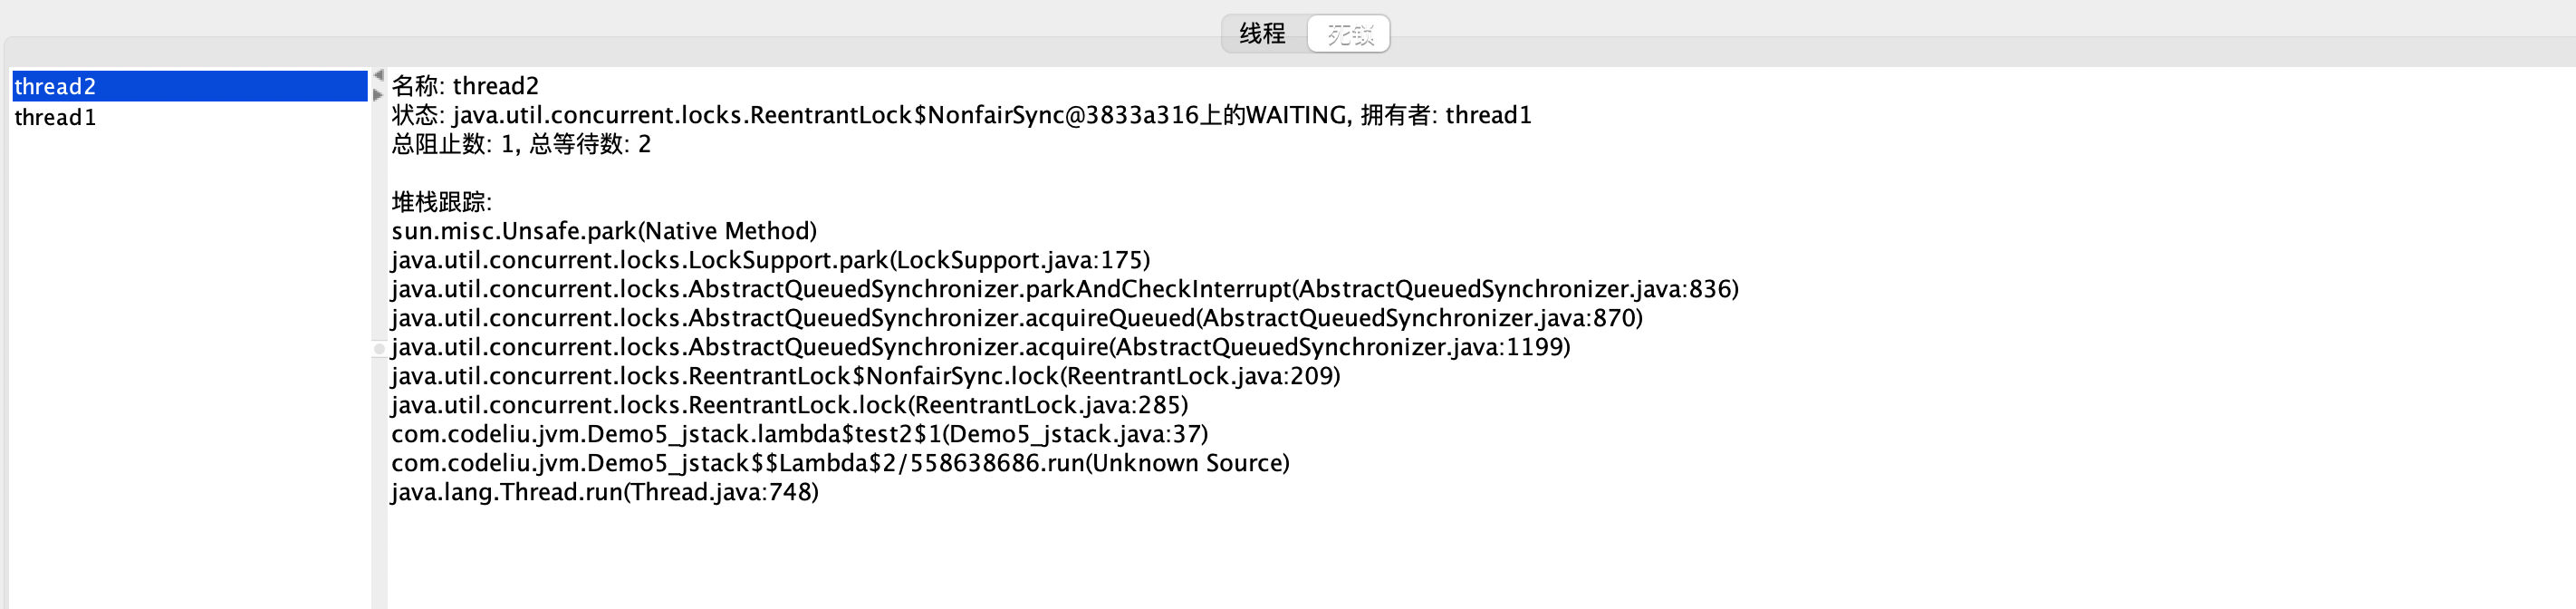 线程 死锁
thread2
thread1
名称: thread2
状态: java.util.concurrent.locks.ReentrantLock$NonfairSync@3833a316上的WAITING, 拥有者: thread1
总阻止数: 1, 总等待数: 2
堆栈跟踪:
sun.misc.Unsafe.park(Native Method)
java.util.concurrent.locks.LockSupport.park(LockSupport.java:175)
java.util.concurrent.locks.AbstractQueuedSynchronizer.parkAndCheckInterrupt(AbstractQueuedSynchronizer.java:836)
java.util.concurrent.locks.AbstractQueuedSynchronizer.acquireQueued(AbstractQueuedSynchronizer.java:870)
java.util.concurrent.locks.AbstractQueuedSynchronizer.acquire(AbstractQueuedSynchronizer.java:1199)
java.util.concurrent.locks.ReentrantLock$NonfairSync.lock(ReentrantLock.java:209)
java.util.concurrent.locks.ReentrantLock.lock(ReentrantLock.java:285)
com.codeliu.jvm.Demo5_jstack.lambda$test2$1(Demo5_jstack.java:37)
com.codeliu.jvm.Demo5_jstack$$Lambda$2/558638686.run(Unknown Source)
java.lang.Thread.run(Thread.java:748)